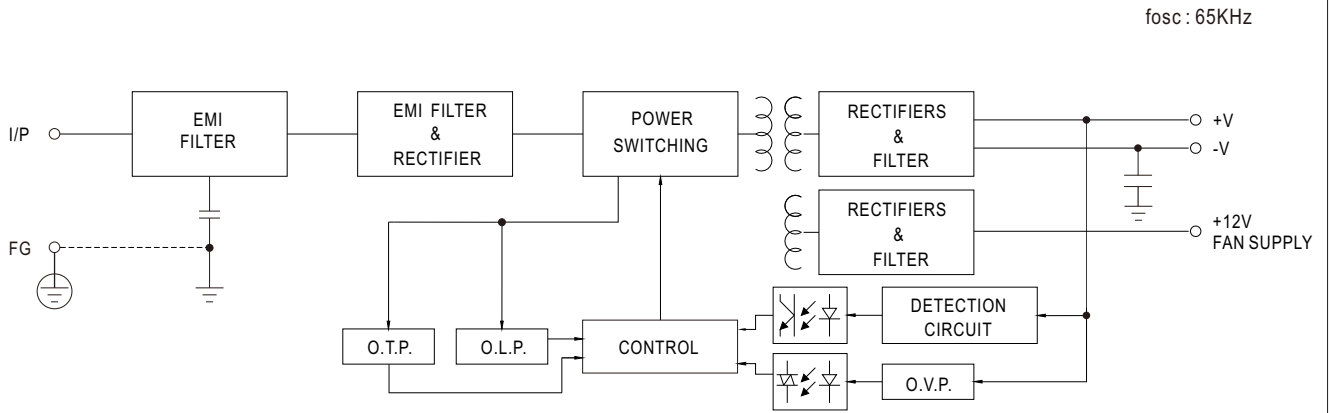 fosc : 65KHz
I/P
EMI
FILTER
EMI FILTER
&
RECTIFIER
POWER
SWITCHING
RECTIFIERS
&
FILTER
+V
-V
RECTIFIERS
&
FILTER
+12V
FAN SUPPLY
FG
O.T.P.
O.L.P.
CONTROL
DETECTION
CIRCUIT
O.V.P.